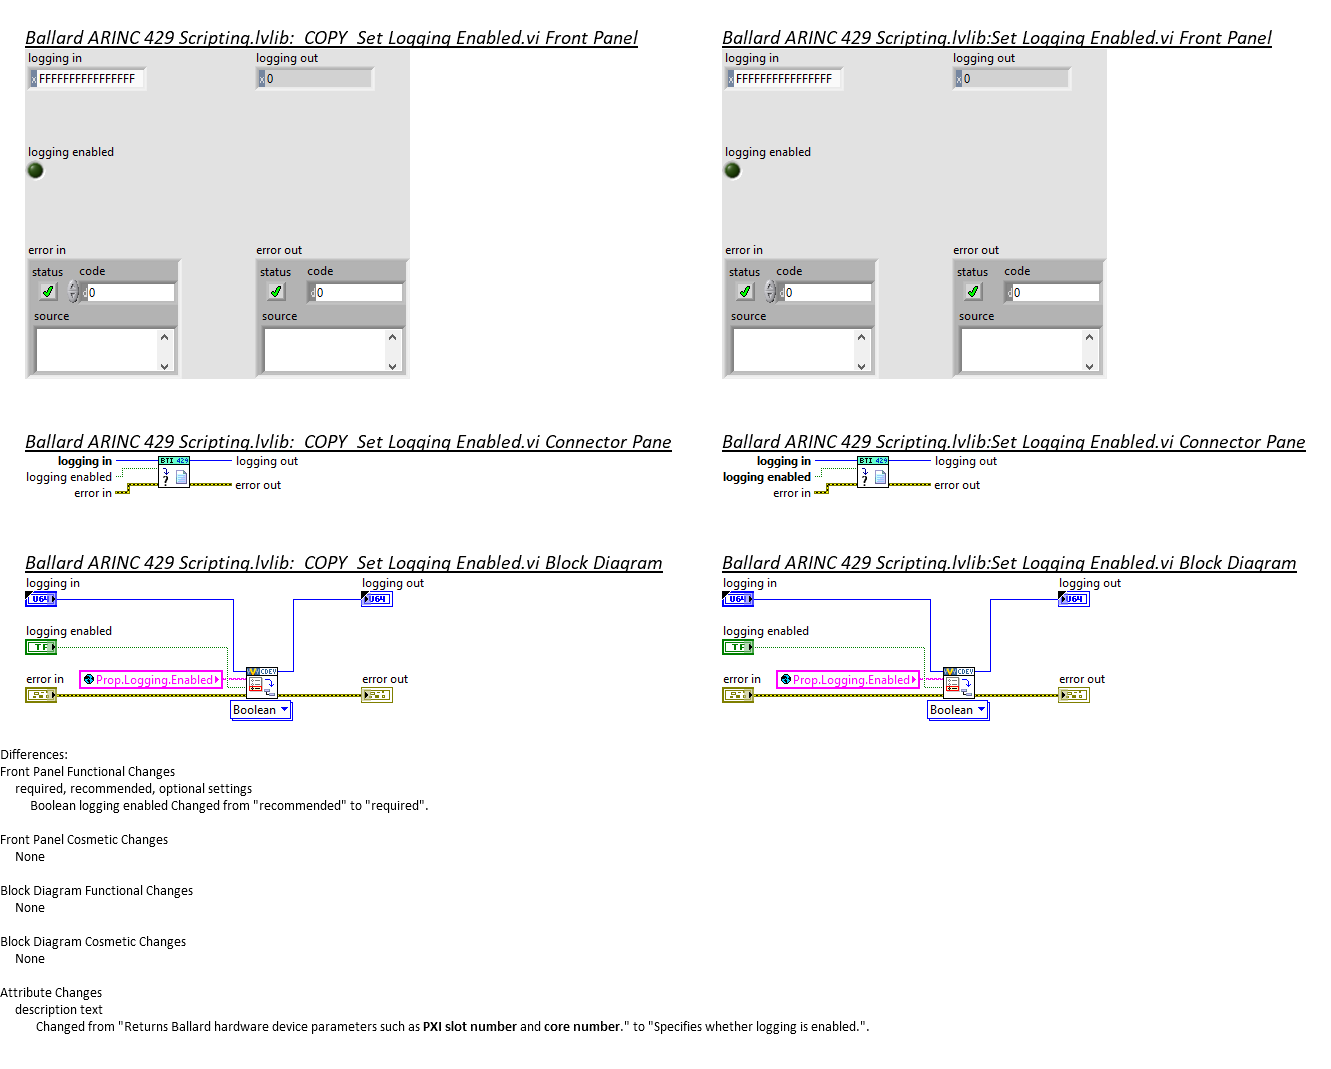 Ballard ARINC 429 Scripting.lvlib:  COPY  Set Logging Enabled.vi Front Panel
logging in
logging out
x FFFFFFFFFFFFFFFF
x 0
logging enabled
error in
error out
status
code
status
code
d 0
d 0
source
source
Ballard ARINC 429 Scripting.lvlib:Set Logging Enabled.vi Front Panel
logging in
logging out
x FFFFFFFFFFFFFFFF
x 0
logging enabled
error in
error out
status
code
status
code
d 0
d 0
source
source
Ballard ARINC 429 Scripting.lvlib:  COPY  Set Logging Enabled.vi Connector Pane
logging in
BTI 429
logging out
logging enabled
?
error out
error in
Ballard ARINC 429 Scripting.lvlib:Set Logging Enabled.vi Connector Pane
logging in
BTI 429
logging out
logging enabled
?
error out
error in
Ballard ARINC 429 Scripting.lvlib:  COPY  Set Logging Enabled.vi Block Diagram
logging in
logging out
U64
U64
logging enabled
TF
error in
Prop.Logging.Enabled
CDEV
error out
Boolean
Ballard ARINC 429 Scripting.lvlib:Set Logging Enabled.vi Block Diagram
logging in
logging out
U64
U64
logging enabled
TF
error in
Prop.Logging.Enabled
CDEV
error out
Boolean
Differences:
Front Panel Functional Changes
required, recommended, optional settings
Boolean logging enabled Changed from "recommended" to "required".
Front Panel Cosmetic Changes
None
Block Diagram Functional Changes
None
Block Diagram Cosmetic Changes
None
Attribute Changes
description text
Changed from "Returns Ballard hardware device parameters such as PXI slot number and core number." to "Specifies whether logging is enabled.".